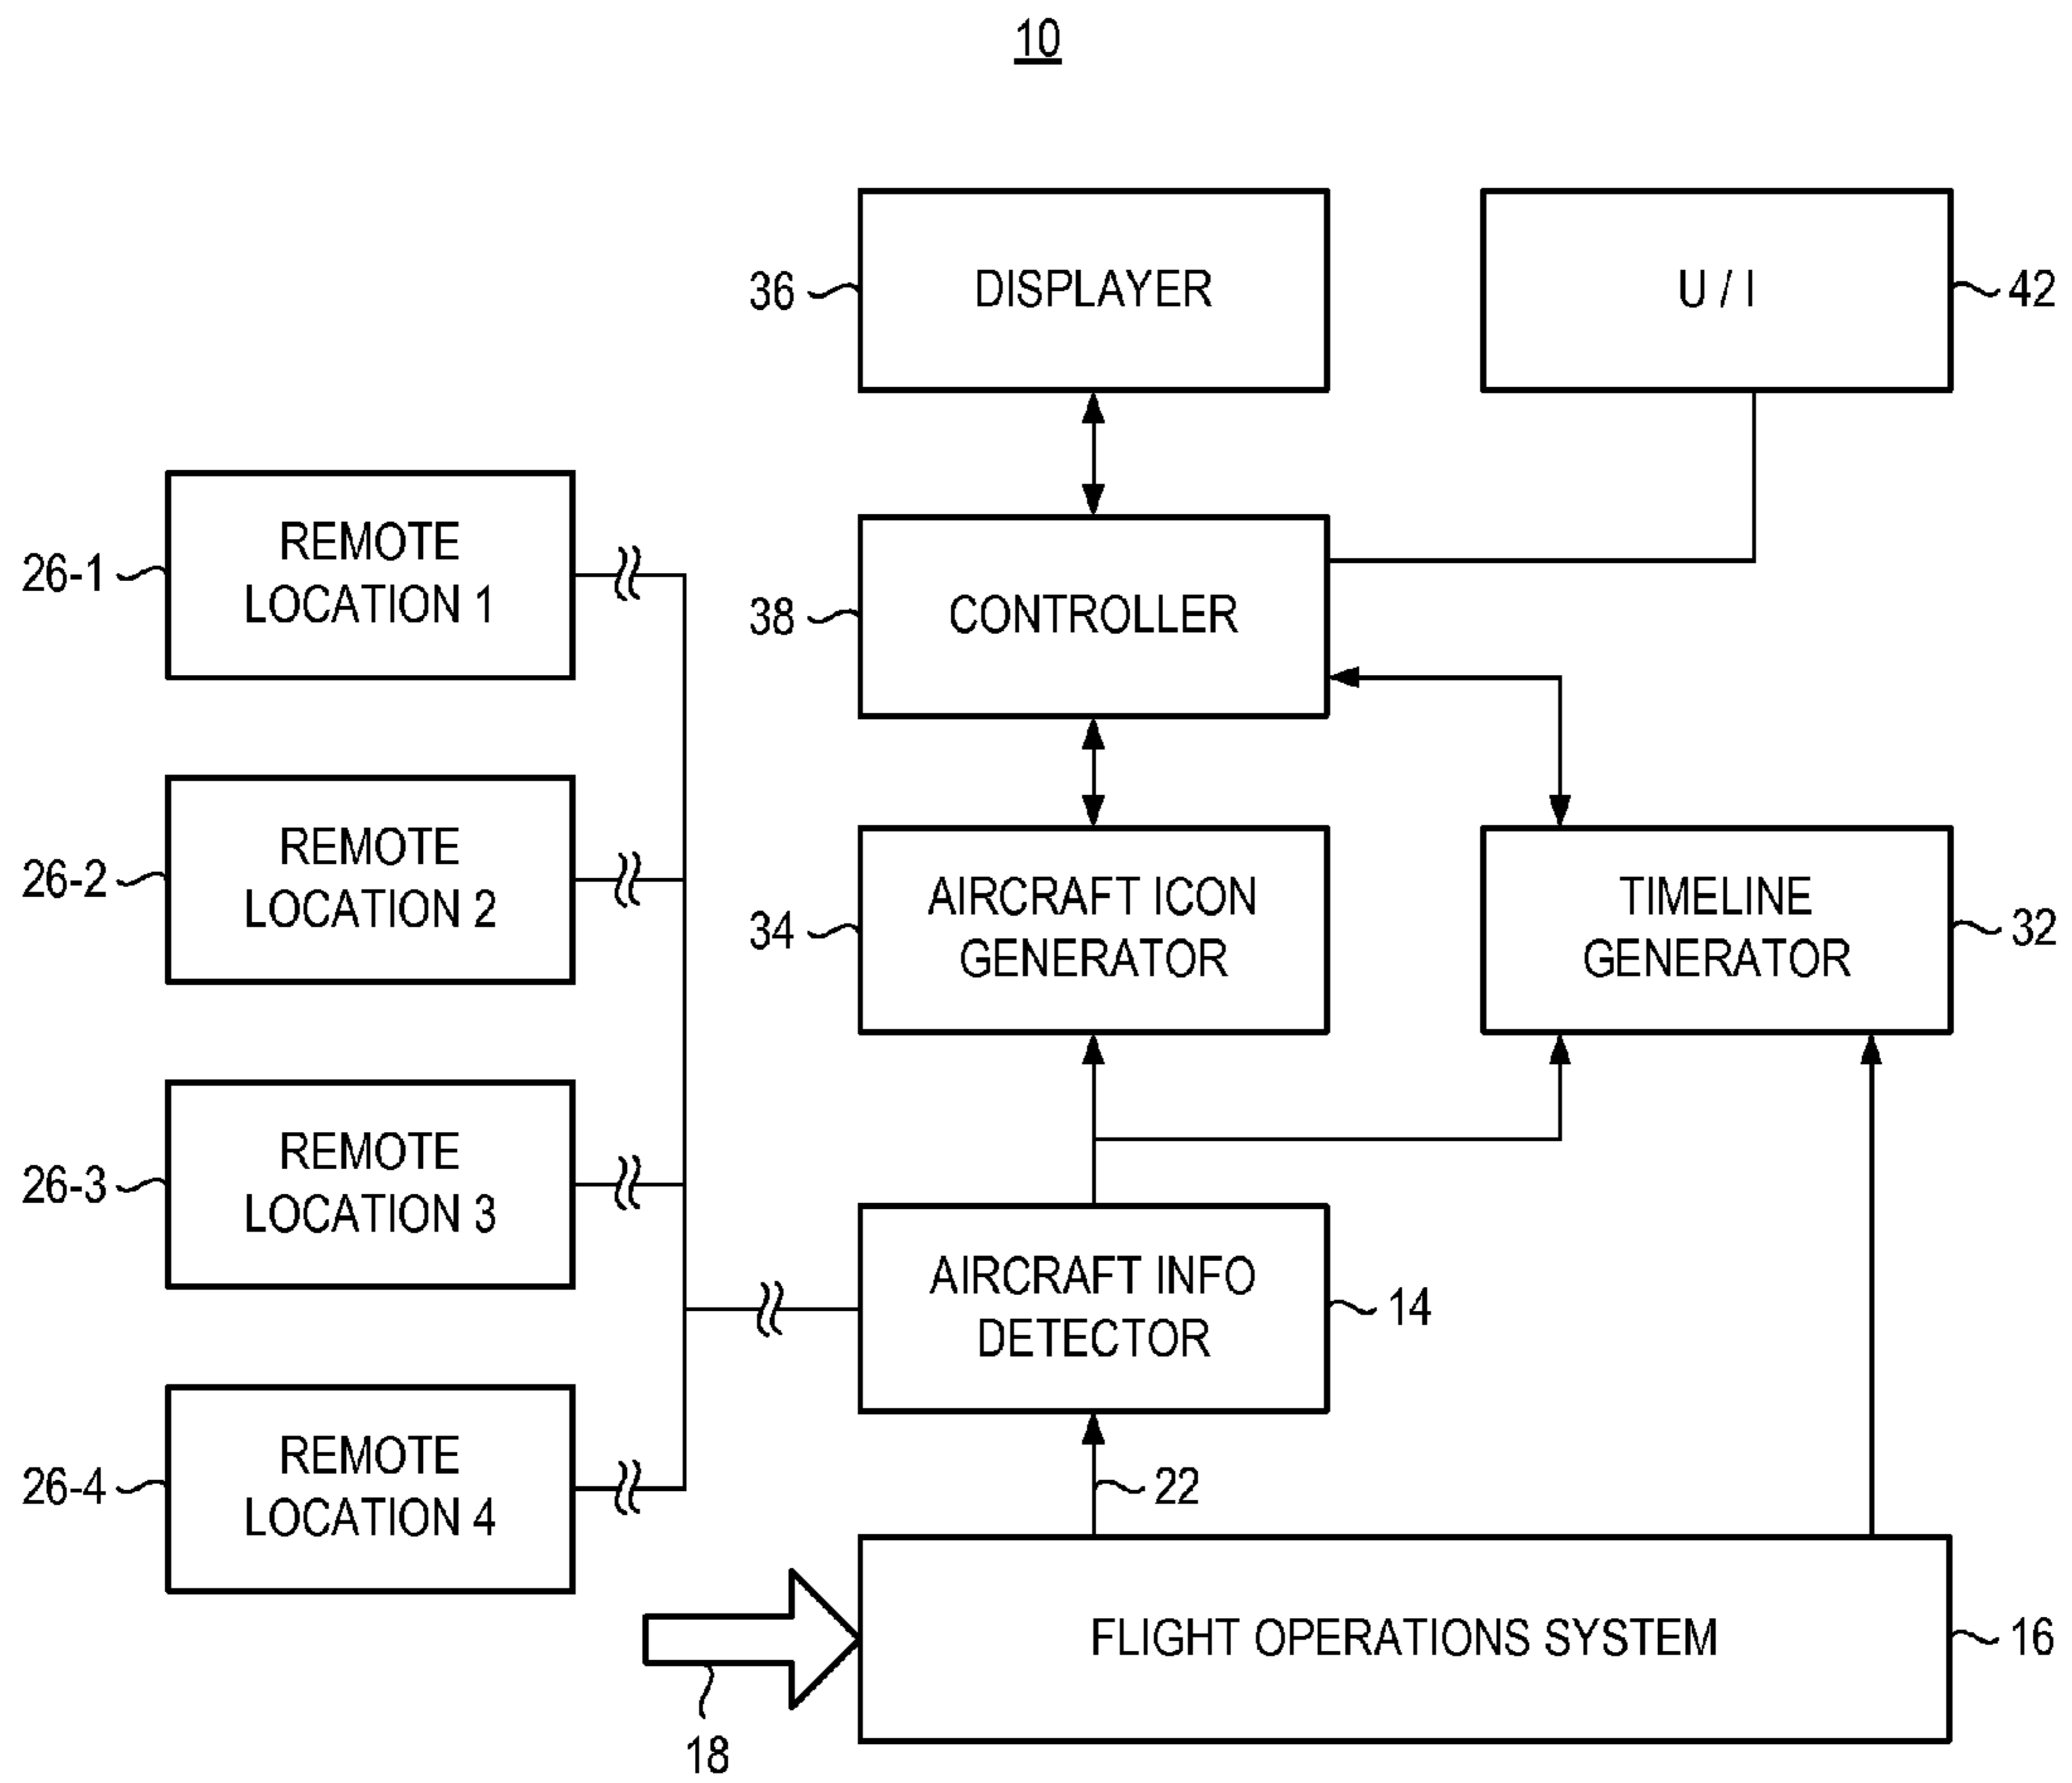 10
DISPLAYER
36
U / I
42
REMOTE
LOCATION 1
26-1
CONTROLLER
38
REMOTE
LOCATION 2
26-2
AIRCRAFT ICON
GENERATOR
34
TIMELINE
GENERATOR
32
REMOTE
LOCATION 3
26-3
AIRCRAFT INFO
DETECTOR
14
REMOTE
LOCATION 4
26-4
22
FLIGHT OPERATIONS SYSTEM
16
18